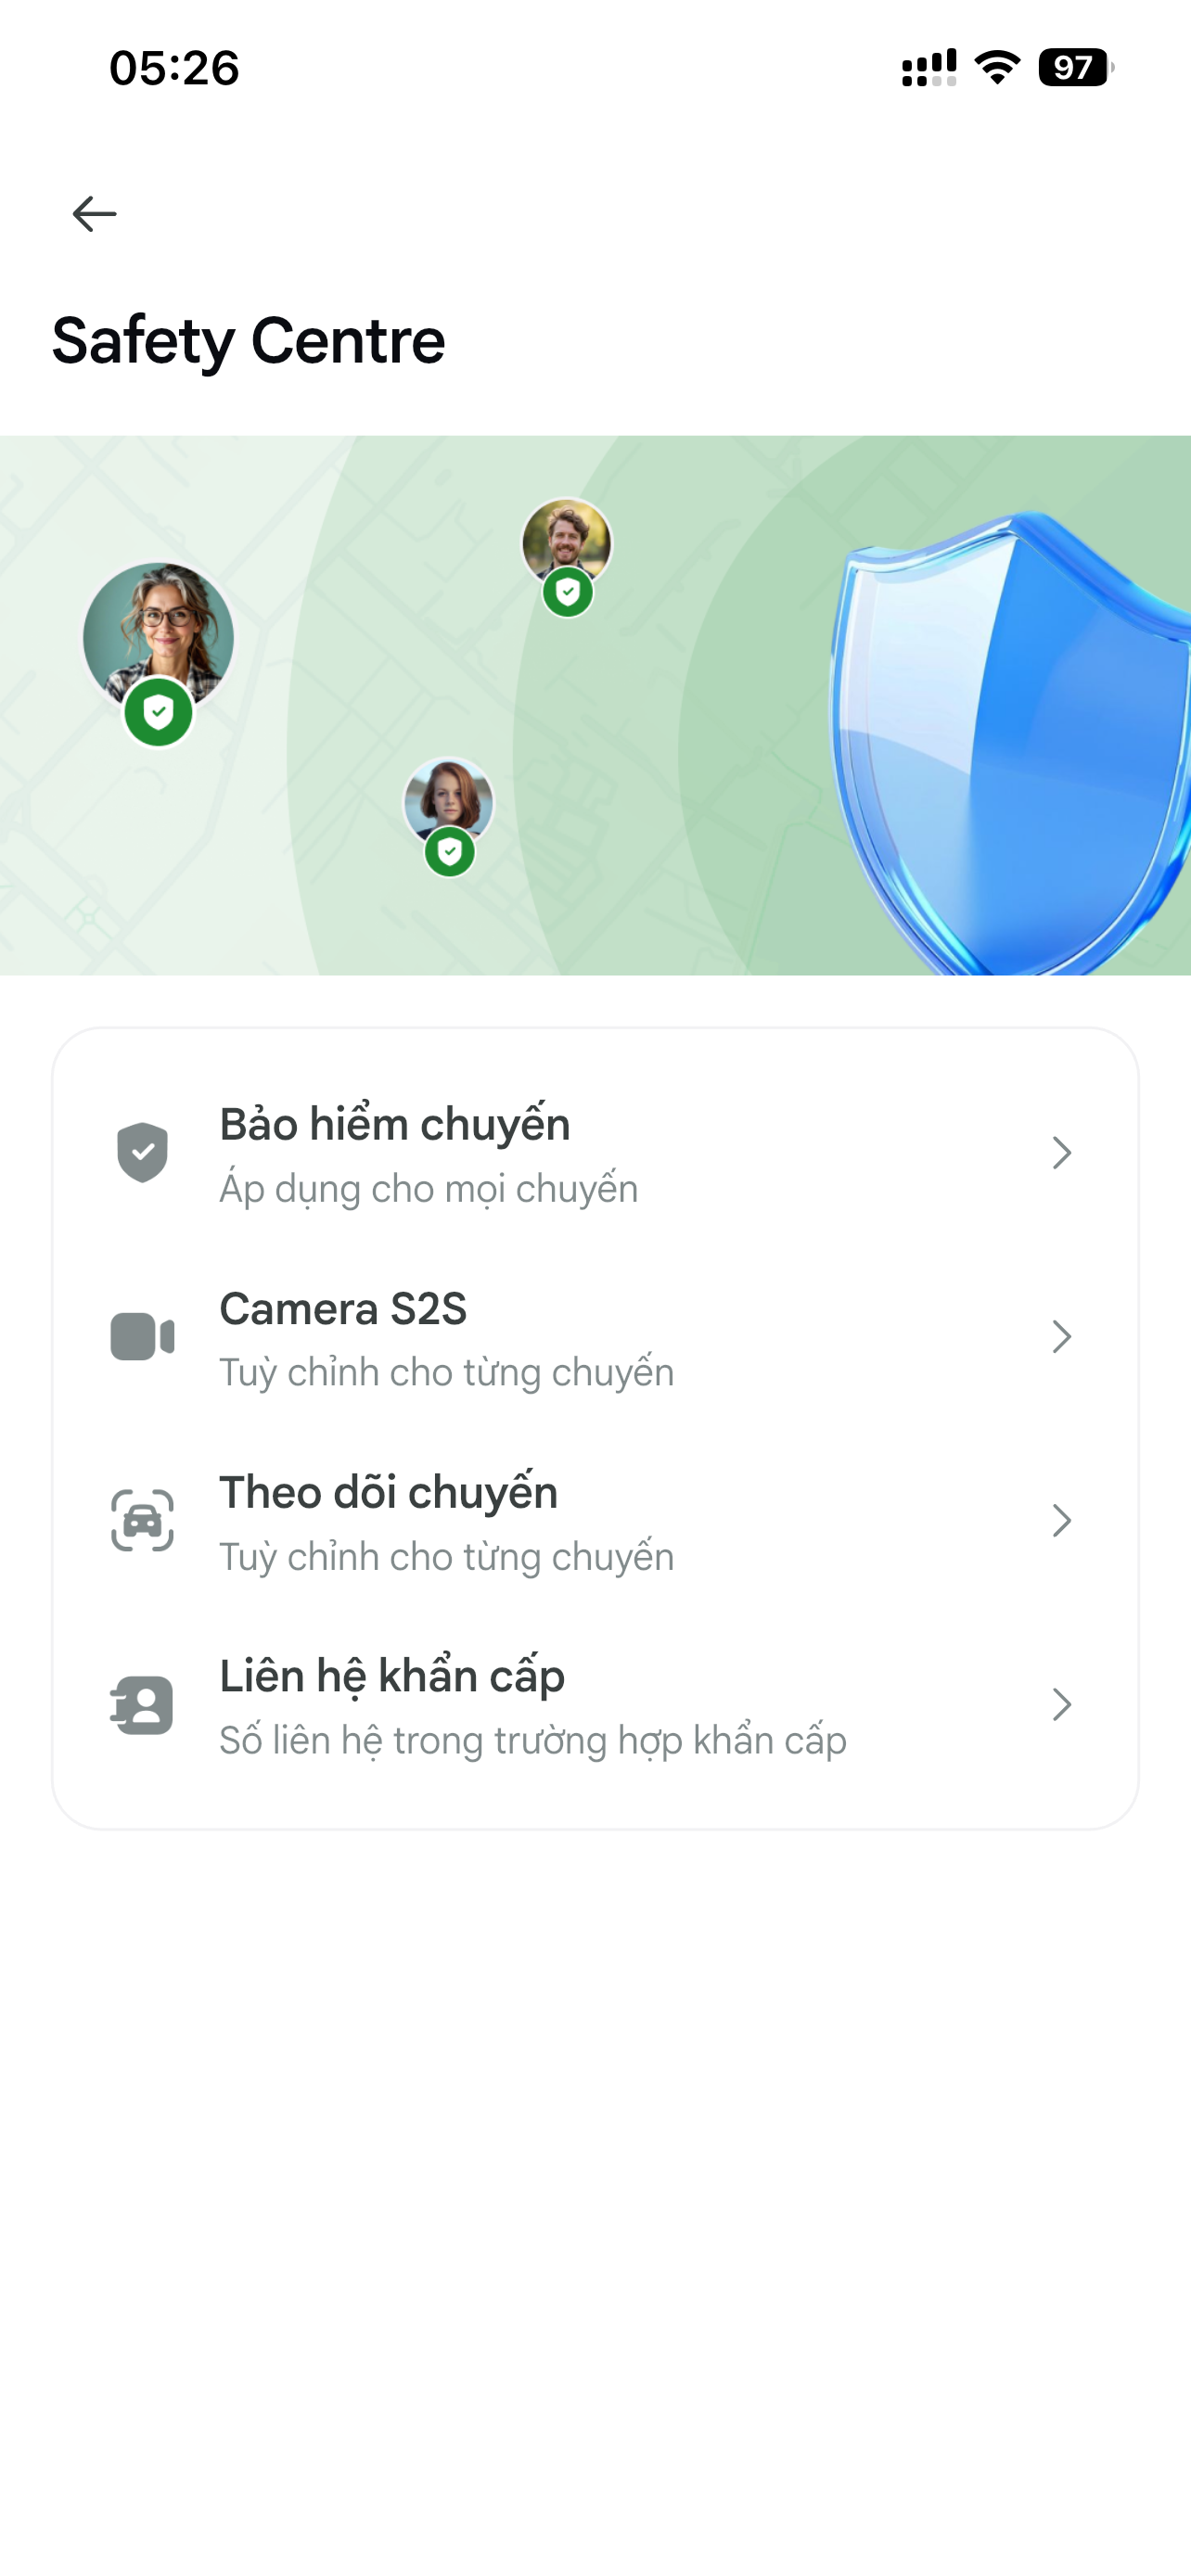 05:26
97
Safety Centre
Bảo hiểm chuyến
Áp dụng cho mọi chuyến
Camera S2S
Tuỳ chỉnh cho từng chuyến
Theo dõi chuyến
Tuỳ chỉnh cho từng chuyến
Liên hệ khẩn cấp
Số liên hệ trong trường hợp khẩn cấp